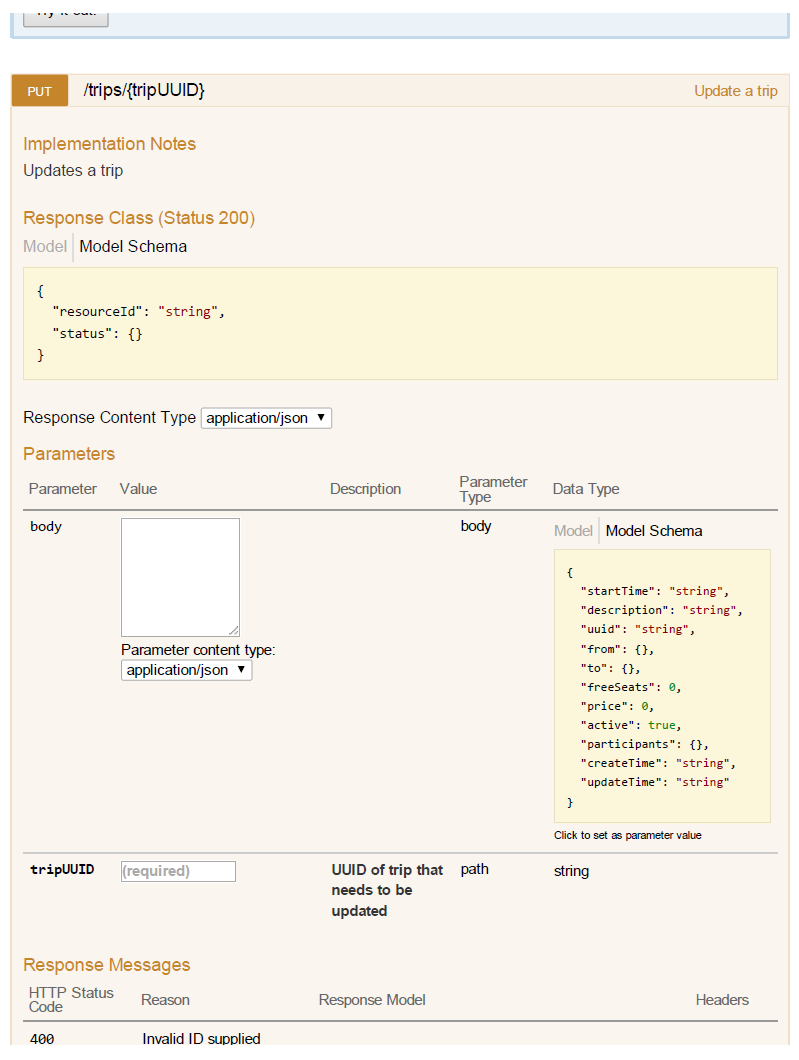 Try it out!
PUT /trips/{tripUUID} Update a trip
Implementation Notes
Updates a trip
Response Class (Status 200)
Model Model Schema
{
"resourceId": "string",
"status": {}
}
Response Content Type application/json
Parameters
Parameter Value Description Parameter Type Data Type
body body Model Model Schema
{
"startTime": "string",
"description": "string",
"uuid": "string",
"from": {},
"to": {},
"freeSeats": 0,
"price": 0,
"active": true,
"participants": {},
"createTime": "string",
"updateTime": "string"
}
Parameter content type:
application/json
Click to set as parameter value
tripUUID (required) UUID of trip that needs to be updated path string
Response Messages
HTTP Status Code Reason Response Model Headers
400 Invalid ID supplied